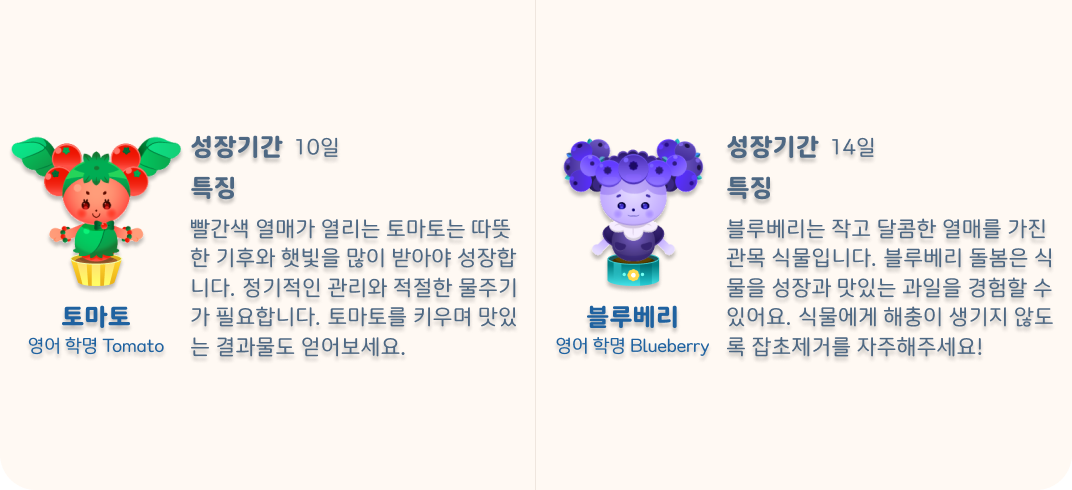 성장기간 10일
특징
빨간색 열매가 열리는 토마토는 따뜻
한 기후와 햇빛을 많이 받아야 성장합
니다. 정기적인 관리와 적절한 물주기
가 필요합니다. 토마토를 키우며 맛있
는 결과물도 얻어보세요.
토마토
영어 학명 Tomato
성장기간 14일
특징
블루베리는 작고 달콤한 열매를 가진
관목 식물입니다. 블루베리 돌봄은 식
물을 성장과 맛있는 과일을 경험할 수
있어요. 식물에게 해충이 생기지 않도
록 잡초제거를 자주해주세요!
블루베리
영어 학명 Blueberry